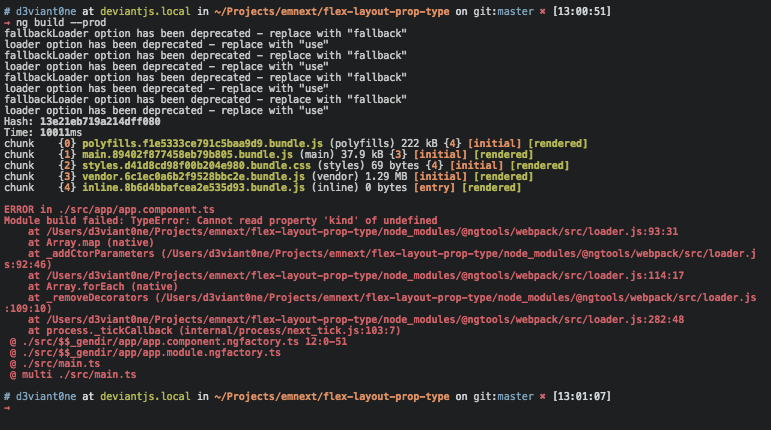 # d3viant0ne at deviantjs.local in ~/Projects/emnext/flex-layout-prop-type on git:master ✖ [13:00:51]
→ ng build --prod
fallbackLoader option has been deprecated - replace with "fallback"
loader option has been deprecated - replace with "use"
fallbackLoader option has been deprecated - replace with "fallback"
loader option has been deprecated - replace with "use"
fallbackLoader option has been deprecated - replace with "fallback"
loader option has been deprecated - replace with "use"
fallbackLoader option has been deprecated - replace with "fallback"
loader option has been deprecated - replace with "use"
Hash: 13e21eb719a214dff080
Time: 10011ms
chunk    {0} polyfills.f1e5333ce791c5baa9d9.bundle.js (polyfills) 222 kB {4} [initial] [rendered]
chunk    {1} main.89402f877458eb79b805.bundle.js (main) 37.9 kB {3} [initial] [rendered]
chunk    {2} styles.d41d8cd98f00b204e980.bundle.css (styles) 69 bytes {4} [initial] [rendered]
chunk    {3} vendor.6c1ec0a6b2f9528bbc2e.bundle.js (vendor) 1.29 MB [initial] [rendered]
chunk    {4} inline.8b6d4bbafcea2e535d93.bundle.js (inline) 0 bytes [entry] [rendered]

ERROR in ./src/app/app.component.ts
Module build failed: TypeError: Cannot read property 'kind' of undefined
    at /Users/d3viant0ne/Projects/emnext/flex-layout-prop-type/node_modules/@ngtools/webpack/src/loader.js:93:31
    at Array.map (native)
    at _addCtorParameters (/Users/d3viant0ne/Projects/emnext/flex-layout-prop-type/node_modules/@ngtools/webpack/src/loader.j
s:92:46)
    at /Users/d3viant0ne/Projects/emnext/flex-layout-prop-type/node_modules/@ngtools/webpack/src/loader.js:114:17
    at Array.forEach (native)
    at _removeDecorators (/Users/d3viant0ne/Projects/emnext/flex-layout-prop-type/node_modules/@ngtools/webpack/src/loader.js
:109:10)
    at /Users/d3viant0ne/Projects/emnext/flex-layout-prop-type/node_modules/@ngtools/webpack/src/loader.js:282:48
    at process._tickCallback (internal/process/next_tick.js:103:7)
 @ ./src/$$_gendir/app/app.component.ngfactory.ts 12:0-51
 @ ./src/$$_gendir/app/app.module.ngfactory.ts
 @ ./src/main.ts
 @ multi ./src/main.ts

# d3viant0ne at deviantjs.local in ~/Projects/emnext/flex-layout-prop-type on git:master ✖ [13:01:07]
→